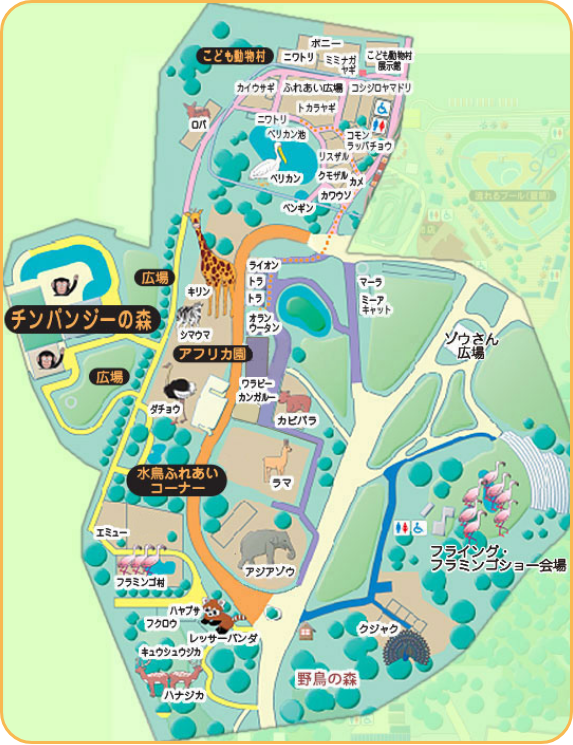 ポニー
こども動物村
ニワトリ
ミミナガ
ヤギ
こども動物村
展示館
カイウサギ
ふれあい広場
コシジロヤマドリ
トカラヤギ
ロバ
ニワトリ
ペリカン池
コモン
ラッパチョウ
リスザル
ペリカン
クモザル
カメ
カワウソ
ペンギン
流れるプール(夏期)
ライオン
トラ
トラ
マーラ
ミーア
キャット
広場
キリン
チンパンジーの森
シマウマ
オラン
ウータン
ゾウさん
広場
アフリカ園
広場
ワラビー
カンガルー
ダチョウ
カピバラ
水鳥ふれあい
コーナー
ラマ
エミュー
フライング・
フラミンゴショー会場
アジアゾウ
フラミンゴ村
ハヤブサ
フクロウ
レッサーパンダ
クジャク
キュウシュウジカ
野鳥の森
ハナジカ